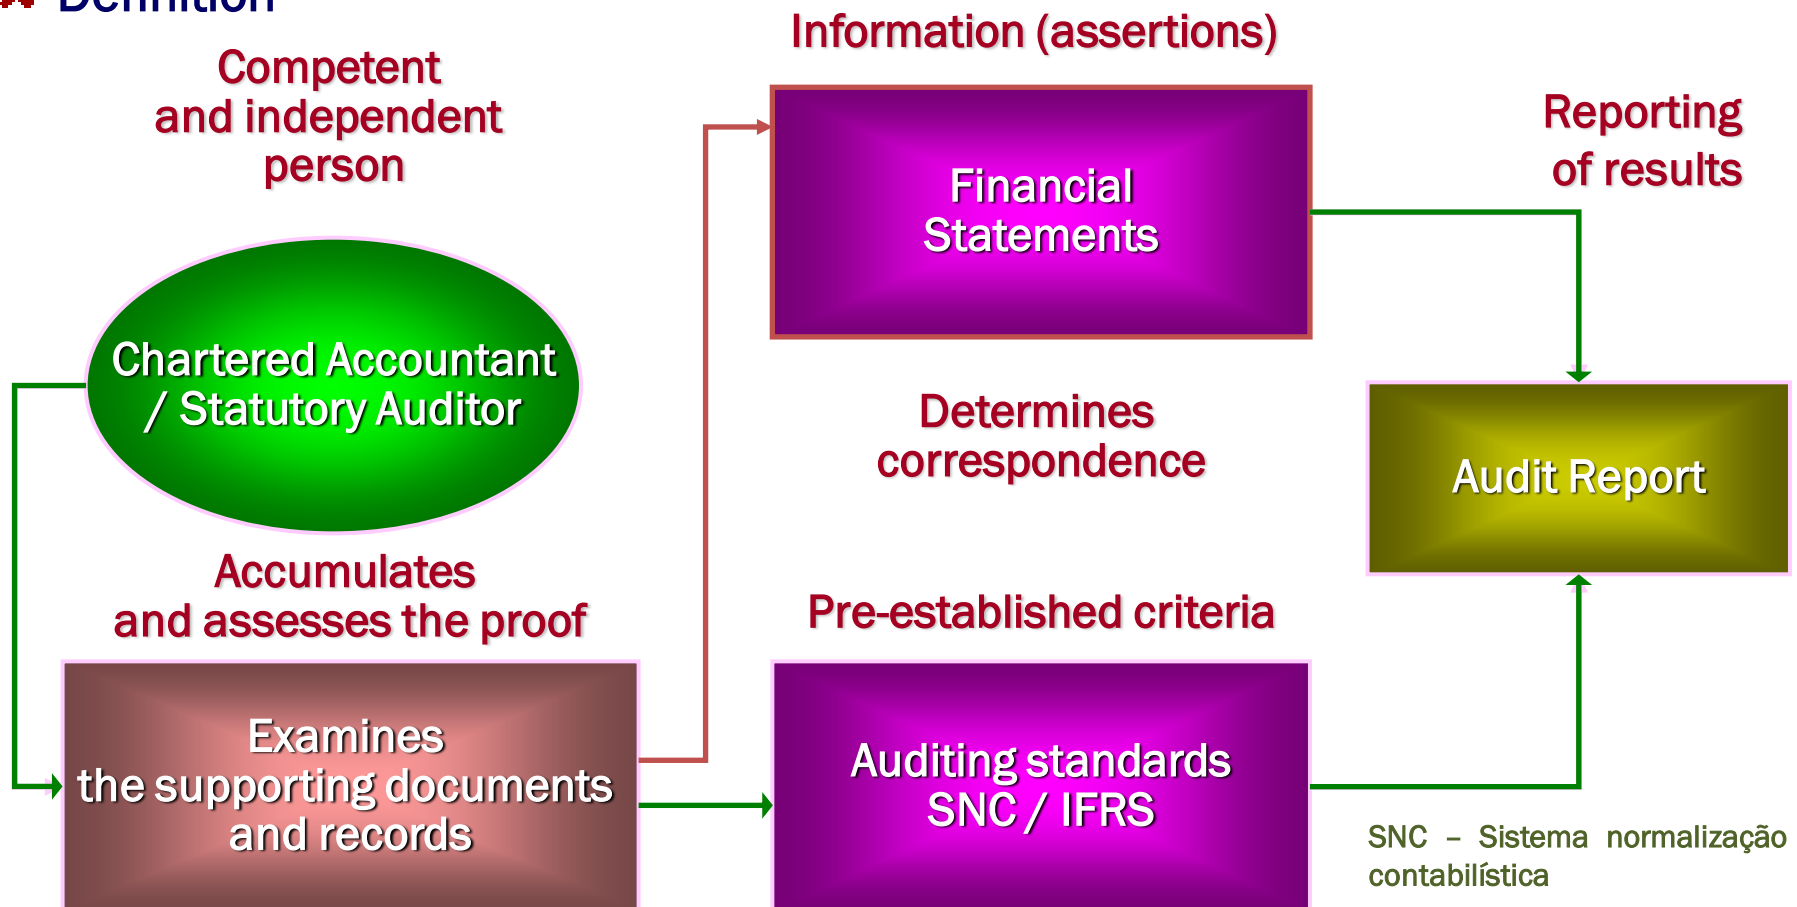 Definition
Competent
and independent
person
Information (assertions)
Reporting
of results
Financial
Statements
Chartered Accountant
/ Statutory Auditor
Determines
correspondence
Audit Report
Accumulates
and assesses the proof
Pre-established criteria
Examines
the supporting documents
and records
Auditing standards
SNC / IFRS
SNC – Sistema normalização
contabilística